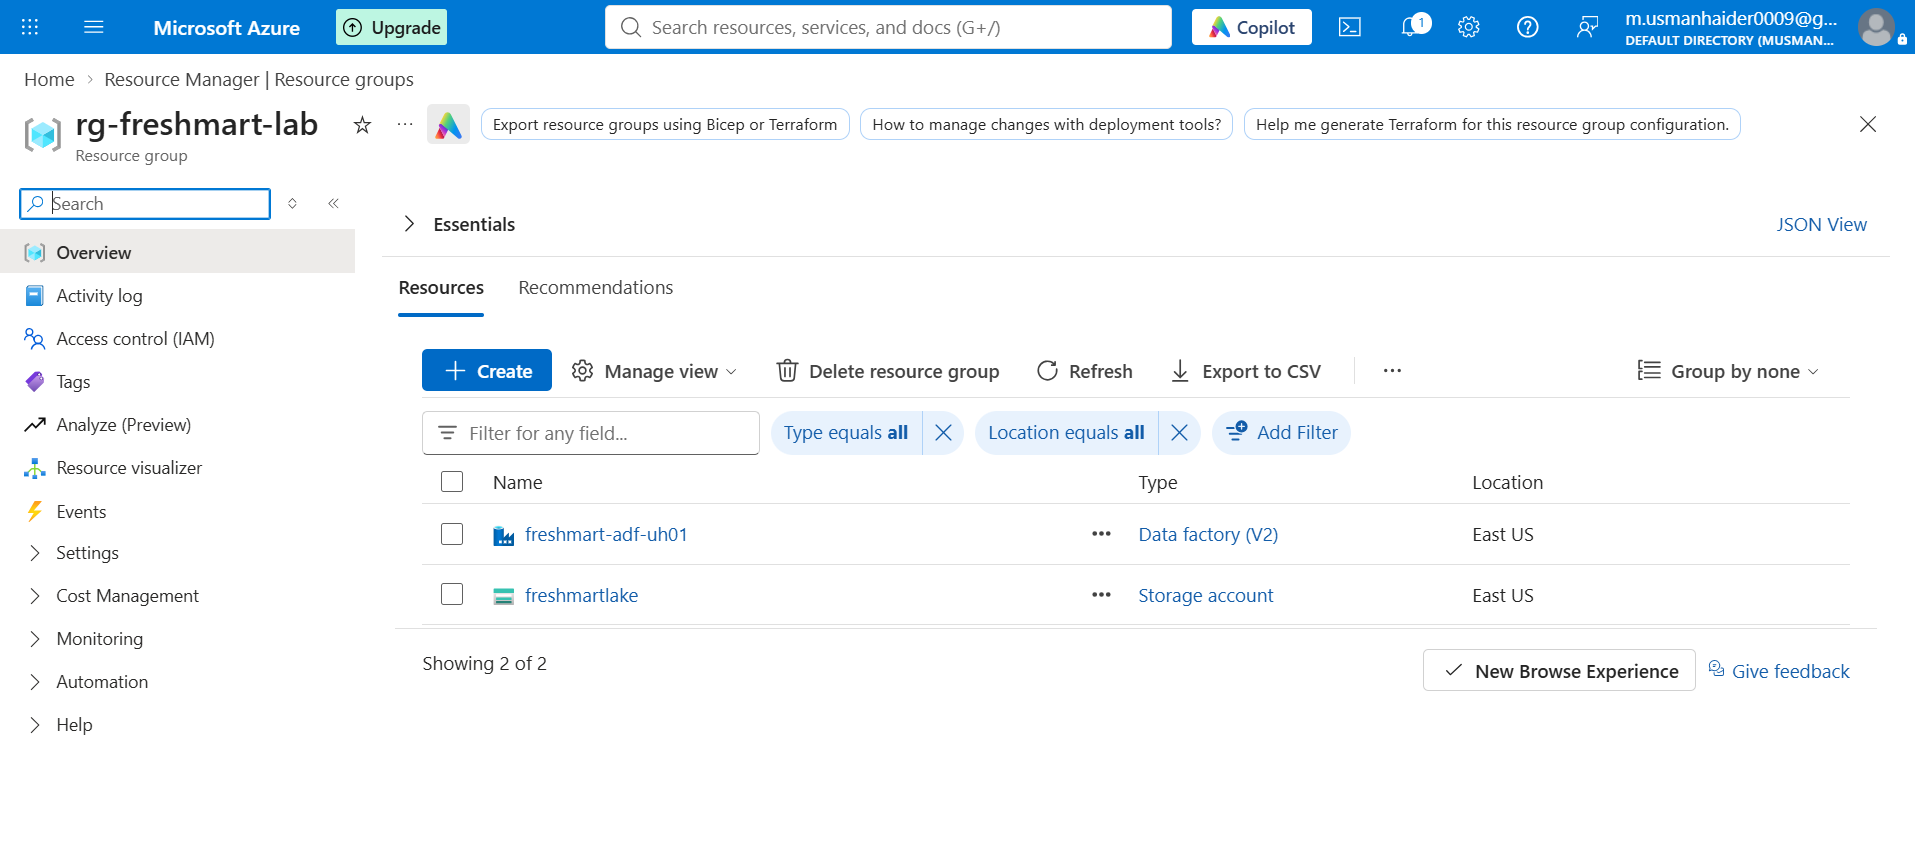 Microsoft Azure
Upgrade
Search resources, services, and docs (G+/)
Copilot
1
m.usmanhaider0009@g...
DEFAULT DIRECTORY (MUSMAN...
Home > Resource Manager | Resource groups
rg-freshmart-lab
Resource group
Export resource groups using Bicep or Terraform
How to manage changes with deployment tools?
Help me generate Terraform for this resource group configuration.
Search
Overview
Activity log
Access control (IAM)
Tags
Analyze (Preview)
Resource visualizer
Events
Settings
Cost Management
Monitoring
Automation
Help
Essentials
JSON View
Resources
Recommendations
Create
Manage view
Delete resource group
Refresh
Export to CSV
Group by none
Filter for any field...
Type equals all
Location equals all
Add Filter
Name Type Location
freshmart-adf-uh01 Data factory (V2) East US
freshmartlake Storage account East US
Showing 2 of 2
New Browse Experience
Give feedback